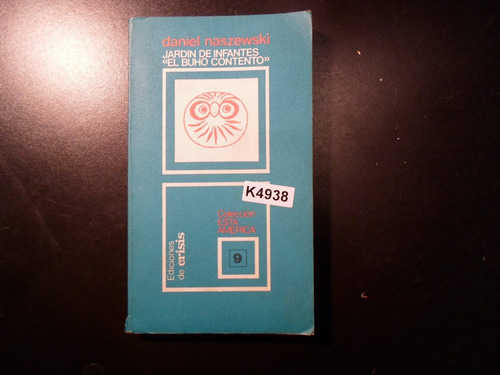 daniel naszewski
JARDIN DE INFANTES
«EL BUHO CONTENTO»
K4938
Colección
ESTA
AMERICA
9
Ediciones
de crisis